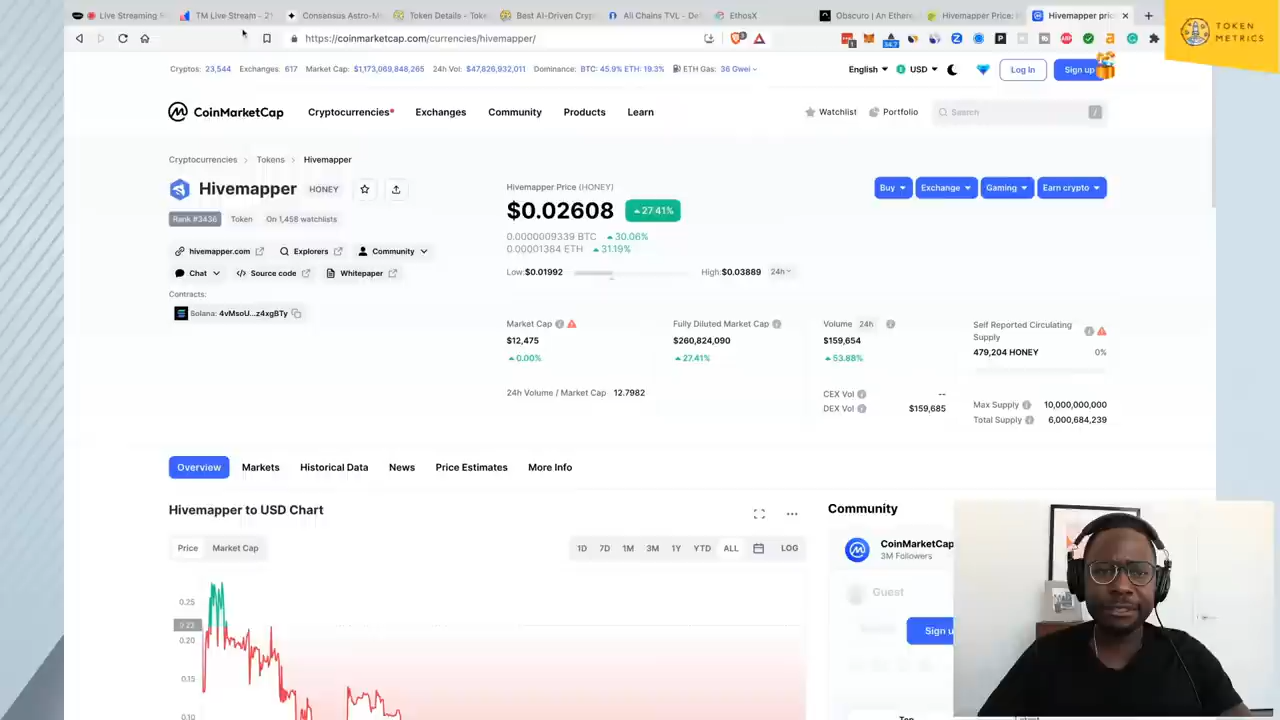 Live Streaming S
TM Live Stream - 2
Consensus Astro-M
Token Details - Toke
Best AI-Driven Cryp
All Chains TVL - Def
EthosX
Obscuro | An Ethere
Hivemapper Price:
Hivemapper pric
TOKEN
METRICS
https://coinmarketcap.com/currencies/hivemapper/
Cryptos: 23,544 Exchanges: 617 Market Cap: $1,173,069,848,265 24h Vol: $47,826,932,011 Dominance: BTC: 45.9% ETH: 19.3% ETH Gas: 36 Gwei
English USD Log In Sign up
CoinMarketCap Cryptocurrencies Exchanges Community Products Learn Watchlist Portfolio Search /
Cryptocurrencies > Tokens > Hivemapper
Hivemapper HONEY
Rank #3436 Token On 1,458 watchlists
hivemapper.com Explorers Community
Chat Source code Whitepaper
Contracts:
Solana: 4vMsoU...z4xgBTy
Hivemapper Price (HONEY)
$0.02608 27.41%
0.0000009339 BTC 30.06%
0.00001384 ETH 31.19%
Low: $0.01992 High: $0.03889 24h
Buy Exchange Gaming Earn crypto
Market Cap
$12,475
0.00%
24h Volume / Market Cap 12.7982
Fully Diluted Market Cap
$260,824,090
27.41%
Volume 24h
$159,654
53.88%
CEX Vol --
DEX Vol $159,685
Self Reported Circulating
Supply
479,204 HONEY 0%
Max Supply 10,000,000,000
Total Supply 6,000,684,239
Overview Markets Historical Data News Price Estimates More Info
Hivemapper to USD Chart
Price Market Cap
1D 7D 1M 3M 1Y YTD ALL LOG
0.25
0.23
0.20
0.15
0.10
Community
CoinMarketCap
3M Followers
Guest
Sign u
Top